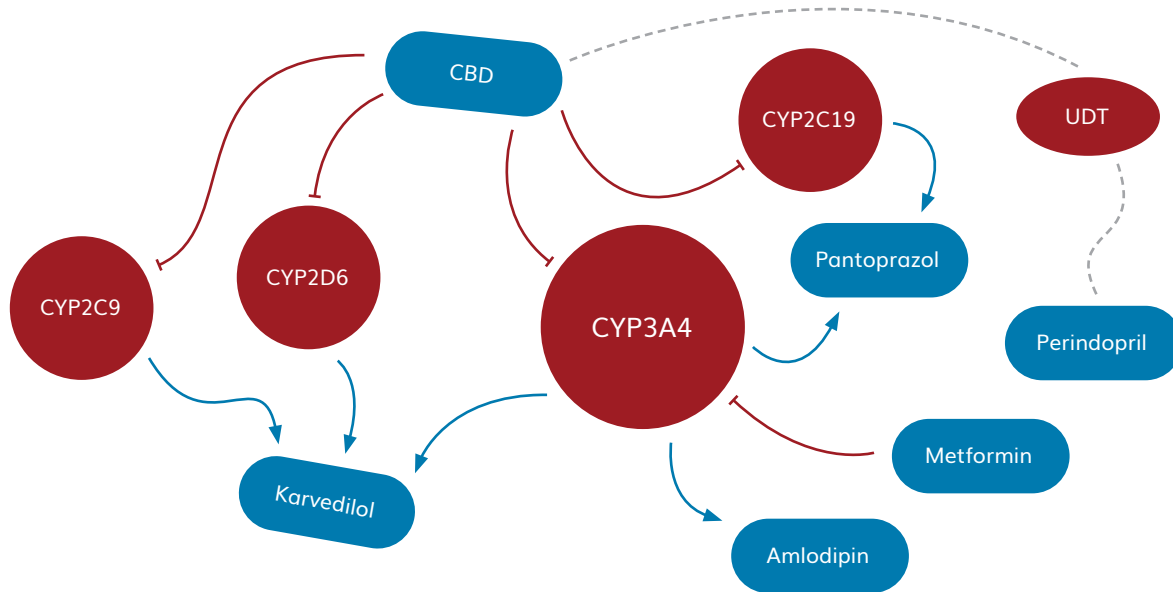 CBD
CYP2C19
UDT
CYP2C9
CYP2D6
Pantoprazol
CYP3A4
Perindopril
Metformin
Karvedilol
Amlodipin